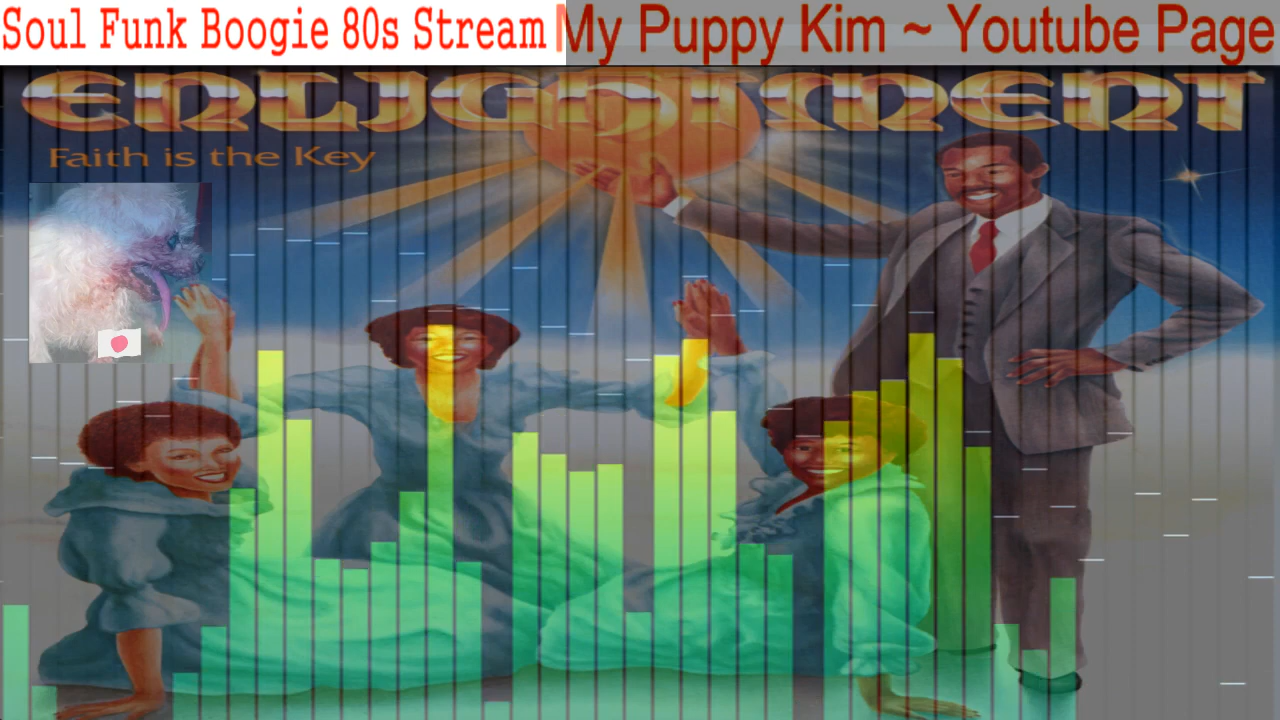 Soul Funk Boogie 80s Stream My Puppy Kim ~ Youtube Page
ENLIGHTMENT
Faith is the Key